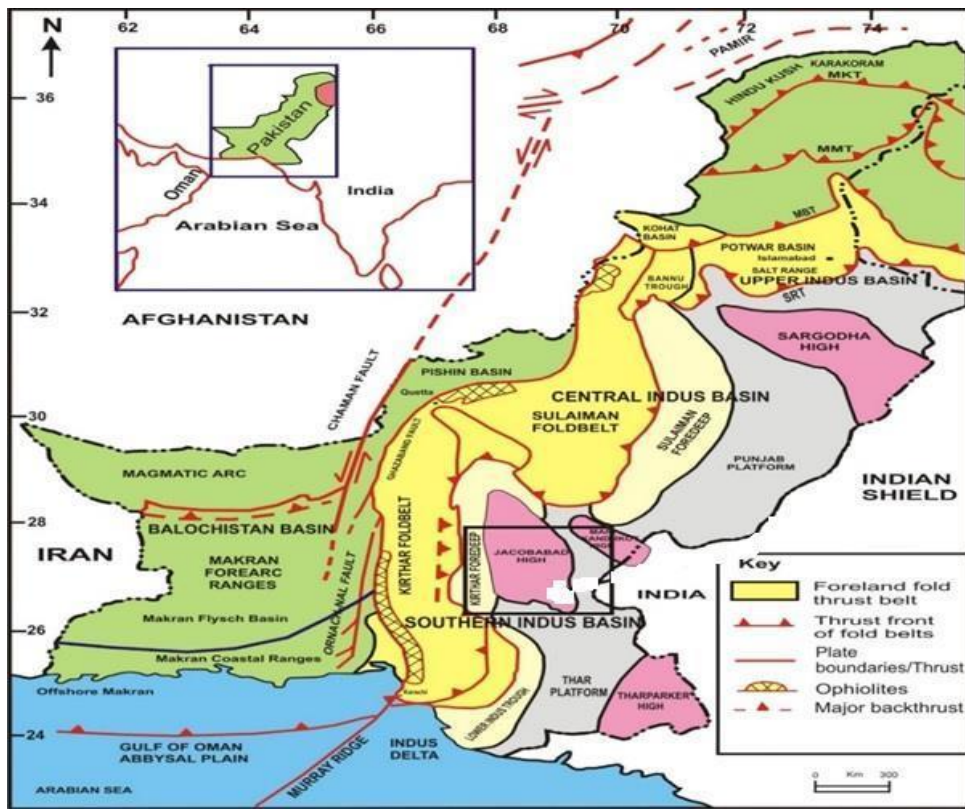 62
64
66
68
70
72
74
N
36
34
32
30
28
26
24
Pakistan
Oman
India
Arabian Sea
PAMIR
HINDU KUSH
KARAKORAM
MKT
MMT
MBT
KOHAT
BASIN
POTWAR BASIN
Islamabad
SALT RANGE
BANNU
TROUGH
UPPER INDUS BASIN
SRT
SARGODHA
HIGH
AFGHANISTAN
CHAMAN FAULT
PISHIN BASIN
Quetta
GHAZABAND FAULT
CENTRAL INDUS BASIN
SULAIMAN
FOLDBELT
SULAIMAN
FOREDEEP
PUNJAB
PLATFORM
INDIAN
SHIELD
MAGMATIC ARC
BALOCHISTAN BASIN
IRAN
MAKRAN
FOREARC
RANGES
Makran Flysch Basin
Makran Coastal Ranges
ORNACHNAL FAULT
KIRTHAR FOLDBELT
KIRTHAR FOREDEEP
JACOBABAD
HIGH
INDIA
SOUTHERN INDUS BASIN
THAR
PLATFORM
THARPARKER
HIGH
LOWER INDUS TROUGH
Karachi
Offshore Makran
GULF OF OMAN
ABYSSAL PLAIN
MURRAY RIDGE
INDUS
DELTA
ARABIAN SEA
Key
Foreland fold
thrust belt
Thrust front
of fold belts
Plate
boundaries/Thrust
Ophiolites
Major backthrust
0 Km 300